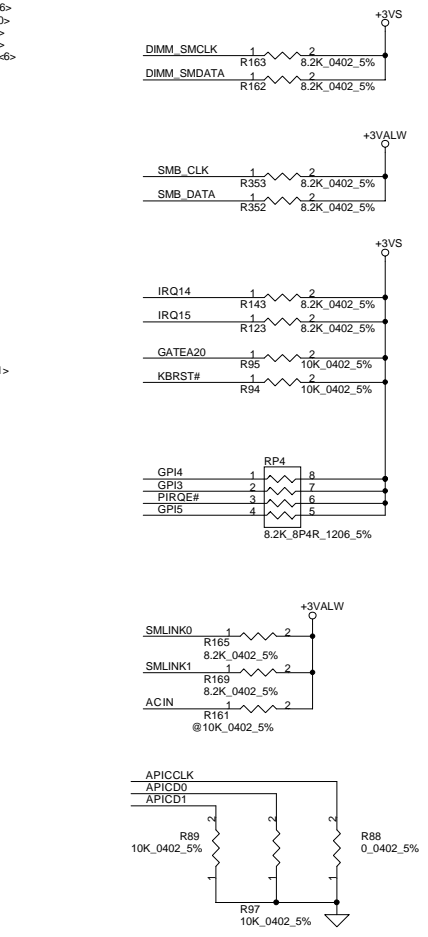 6>
0>
>
>
<6>
+3VS
DIMM_SMCLK 1 2
R163 8.2K_0402_5%
DIMM_SMDATA 1 2
R162 8.2K_0402_5%
+3VALW
SMB_CLK 1 2
R353 8.2K_0402_5%
SMB_DATA 1 2
R352 8.2K_0402_5%
+3VS
IRQ14 1 2
R143 8.2K_0402_5%
IRQ15 1 2
R123 8.2K_0402_5%
GATEA20 1 2
R95 10K_0402_5%
KBRST# 1 2
R94 10K_0402_5%
>
RP4
GPI4 1 8
GPI3 2 7
PIRQE# 3 6
GPI5 4 5
8.2K_8P4R_1206_5%
+3VALW
SMLINK0 1 2
R165
8.2K_0402_5%
SMLINK1 1 2
R169
8.2K_0402_5%
ACIN 1 2
R161
@10K_0402_5%
APICCLK
APICD0
APICD1
2 2 2
R89 R88
10K_0402_5% 0_0402_5%
1 1 1
R97
10K_0402_5%